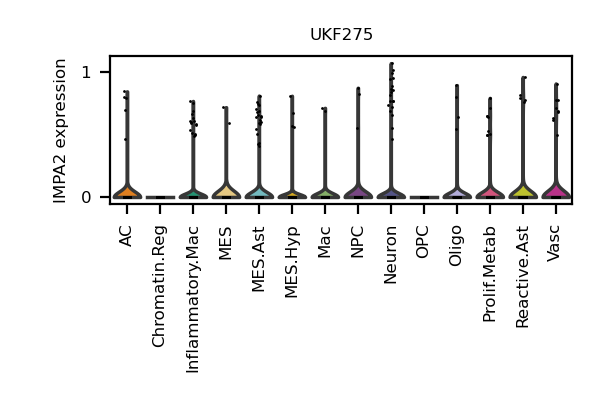 UKF275
IMPA2 expression
1
0
AC
Chromatin.Reg
Inflammatory.Mac
MES
MES.Ast
MES.Hyp
Mac
NPC
Neuron
OPC
Oligo
Prolif.Metab
Reactive.Ast
Vasc